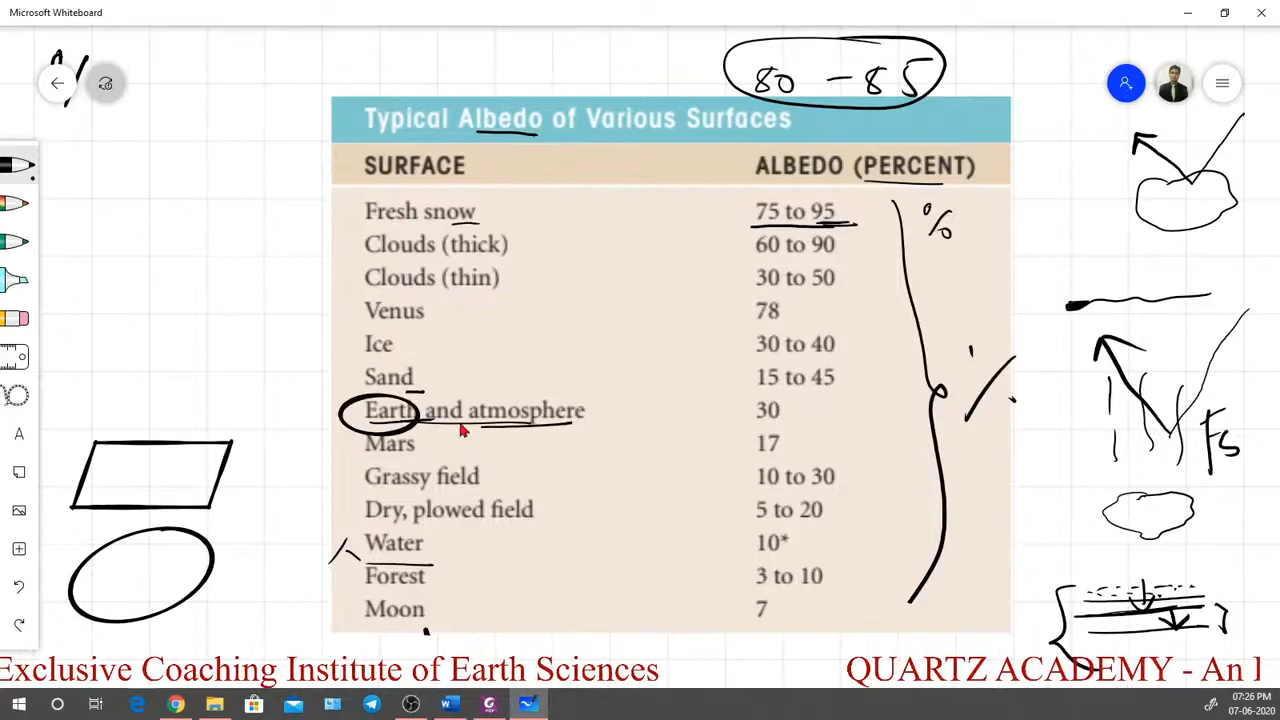 Microsoft Whiteboard
80 - 85
Typical Albedo of Various Surfaces
SURFACE ALBEDO (PERCENT)
Fresh snow 75 to 95 %
Clouds (thick) 60 to 90
Clouds (thin) 30 to 50
Venus 78
Ice 30 to 40
Sand 15 to 45
Earth and atmosphere 30
Mars 17
Grassy field 10 to 30
Dry, plowed field 5 to 20
Water 10*
Forest 3 to 10
Moon 7
Exclusive Coaching Institute of Earth Sciences QUARTZ ACADEMY - An I
07:26 PM
07-06-2020